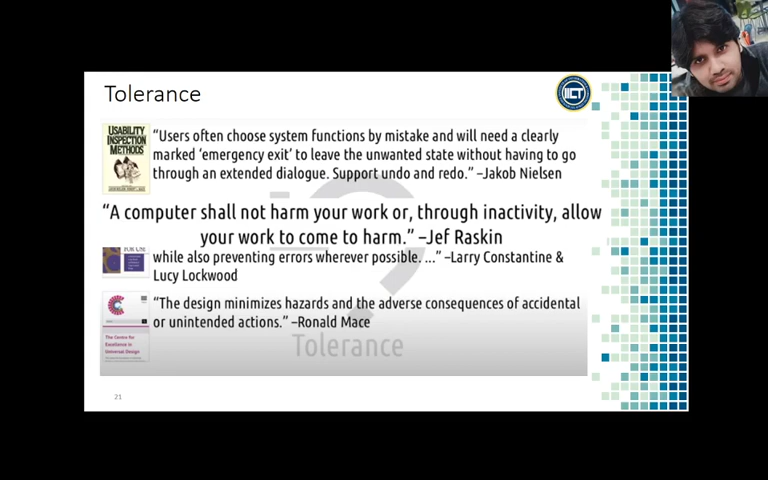 Tolerance
IICT
USABILITY
INSPECTION
METHODS
“Users often choose system functions by mistake and will need a clearly
marked ‘emergency exit’ to leave the unwanted state without having to go
through an extended dialogue. Support undo and redo.” –Jakob Nielsen
“A computer shall not harm your work or, through inactivity, allow
your work to come to harm.” –Jef Raskin
FOR USE
while also preventing errors wherever possible. ...” –Larry Constantine &
Lucy Lockwood
“The design minimizes hazards and the adverse consequences of accidental
or unintended actions.” –Ronald Mace
The Centre for
Excellence in
Universal Design
Tolerance
21